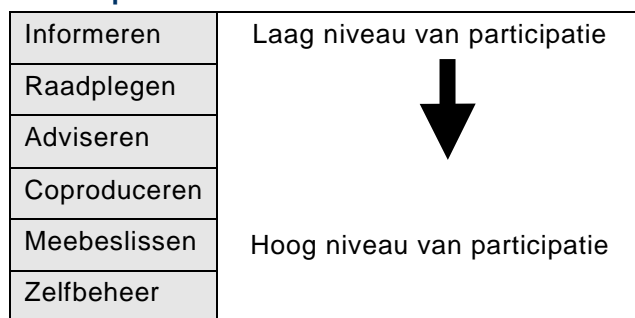 Informeren Laag niveau van participatie
Raadplegen
Adviseren
Coproduceren
Meebeslissen Hoog niveau van participatie
Zelfbeheer